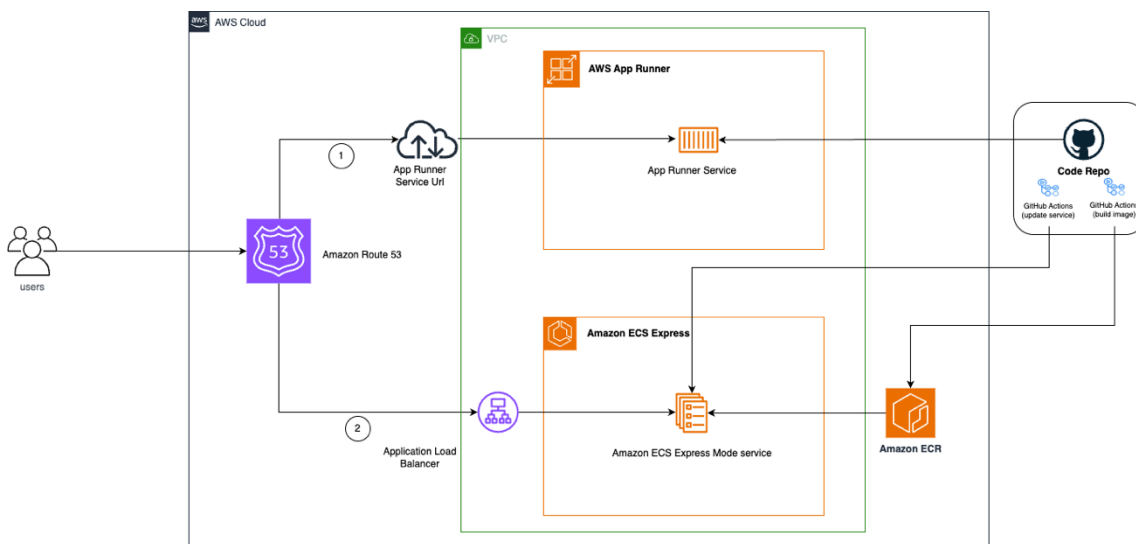 aws
AWS Cloud
VPC
AWS App Runner
1
App Runner
Service Url
App Runner Service
Code Repo
GitHub Actions
(update service)
GitHub Actions
(build image)
53
Amazon Route 53
users
Amazon ECS Express
2
Application Load
Balancer
Amazon ECS Express Mode service
Amazon ECR